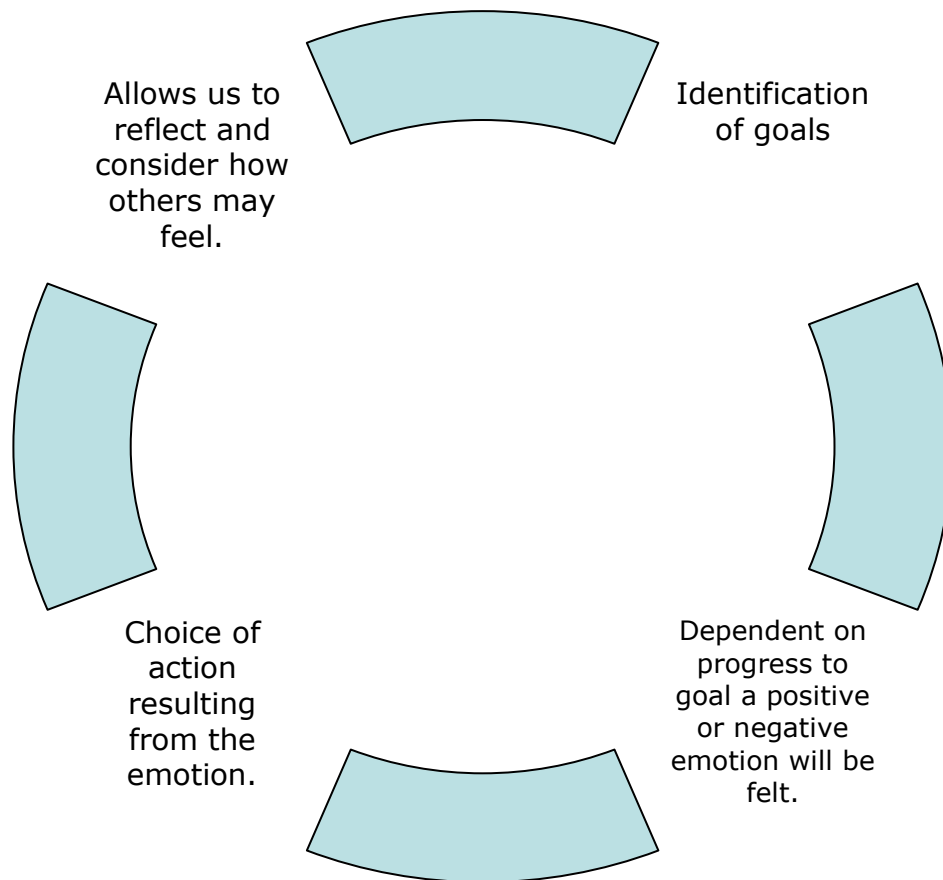 Allows us to
reflect and
consider how
others may
feel.
Identification
of goals
Choice of
action
resulting
from the
emotion.
Dependent on
progress to
goal a positive
or negative
emotion will be
felt.